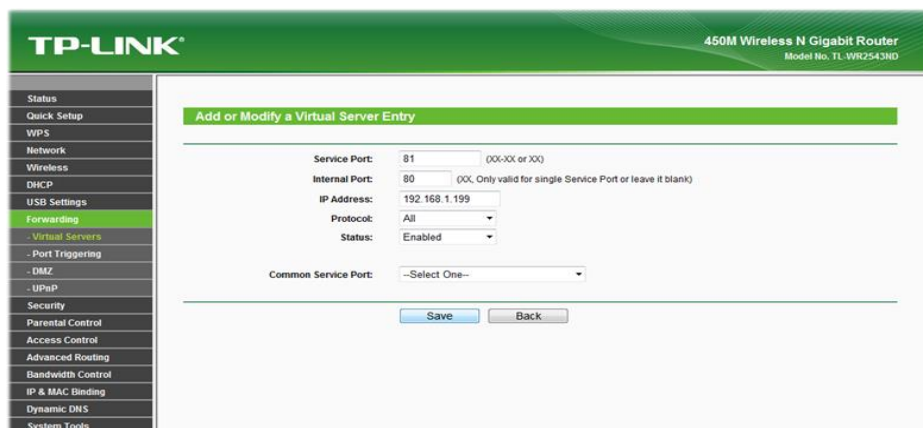 TP-LINK®
450M Wireless N Gigabit Router
Model No. TL-WR2543ND
Status
Quick Setup
WPS
Network
Wireless
DHCP
USB Settings
Forwarding
- Virtual Servers
- Port Triggering
- DMZ
- UPnP
Security
Parental Control
Access Control
Advanced Routing
Bandwidth Control
IP & MAC Binding
Dynamic DNS
System Tools
Add or Modify a Virtual Server Entry
Service Port: 81 (XX-XX or XX)
Internal Port: 80 (XX, Only valid for single Service Port or leave it blank)
IP Address: 192.168.1.199
Protocol: All
Status: Enabled
Common Service Port: --Select One--
Save Back